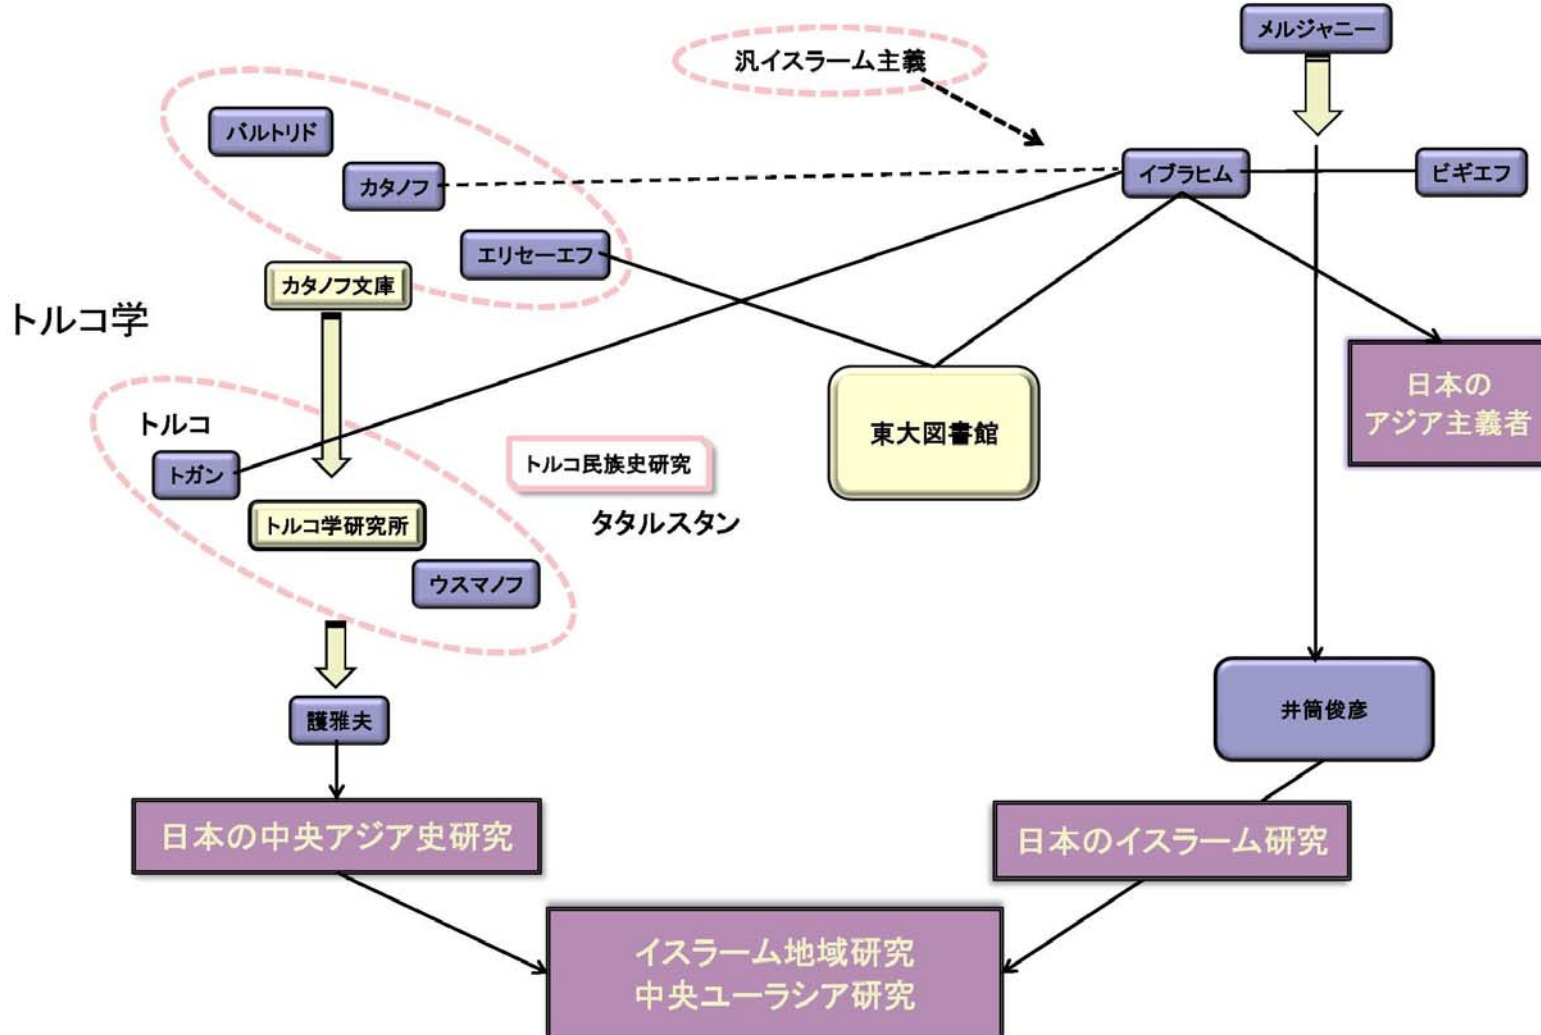 メルジャニー
汎イスラーム主義
バルトリド
カタノフ
イブラヒム
ビギエフ
エリセーエフ
カタノフ文庫
トルコ学
日本の
アジア主義者
トルコ
東大図書館
トガン
トルコ民族史研究
トルコ学研究所
タタルスタン
ウスマノフ
護雅夫
井筒俊彦
日本の中央アジア史研究
日本のイスラーム研究
イスラーム地域研究
中央ユーラシア研究